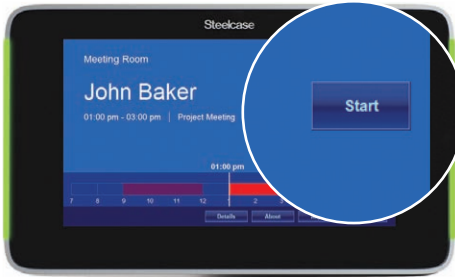 Steelcase
Meeting Room
John Baker
01:00 pm - 03:00 pm | Project Meeting
Start
01:00 pm
7 8 9 10 11 12 1 2
Details About